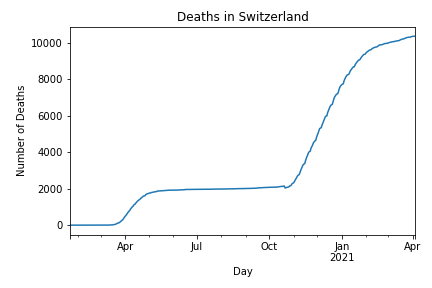 Deaths in Switzerland
Number of Deaths
10000
8000
6000
4000
2000
0
Apr Jul Oct Jan Apr
2021
Day